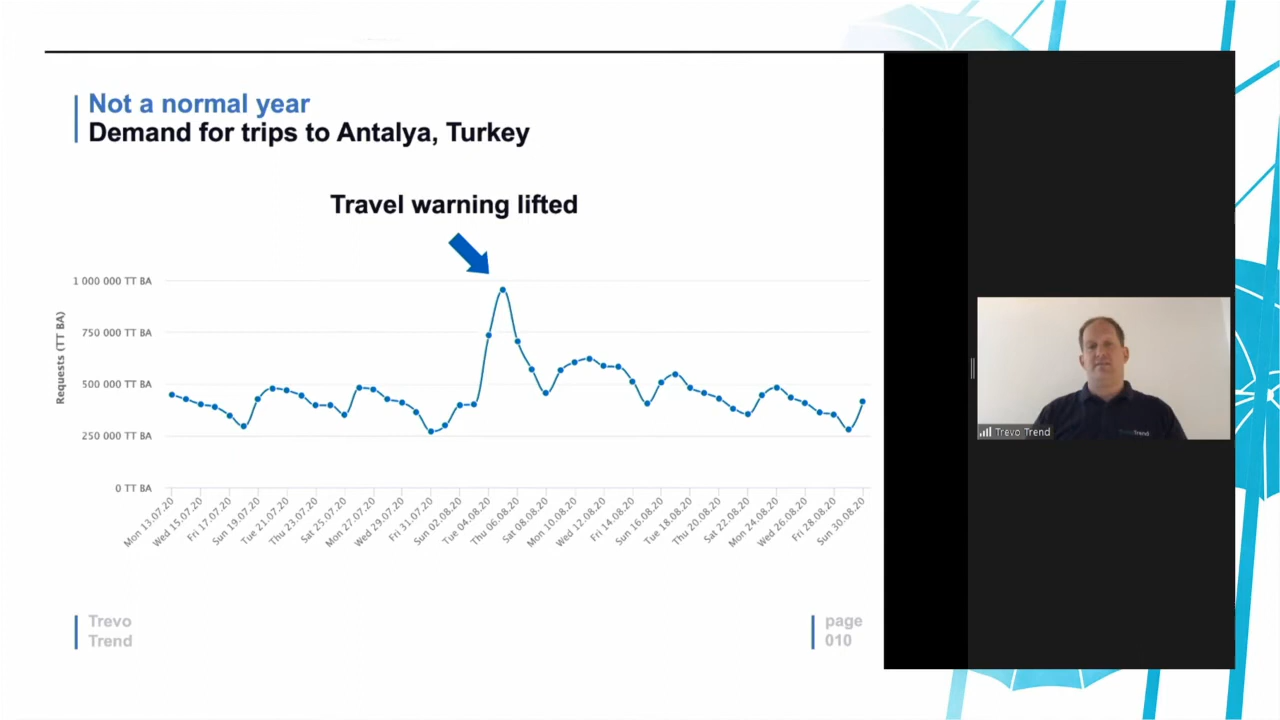 Not a normal year
Demand for trips to Antalya, Turkey
Travel warning lifted
1 000 000 TT BA
750 000 TT BA
500 000 TT BA
250 000 TT BA
0 TT BA
Requests (TT BA)
Mon 13.07.20
Wed 15.07.20
Fri 17.07.20
Sun 19.07.20
Tue 21.07.20
Thu 23.07.20
Sat 25.07.20
Mon 27.07.20
Wed 29.07.20
Fri 31.07.20
Sun 02.08.20
Tue 04.08.20
Thu 06.08.20
Sat 08.08.20
Mon 10.08.20
Wed 12.08.20
Fri 14.08.20
Sun 16.08.20
Tue 18.08.20
Thu 20.08.20
Sat 22.08.20
Mon 24.08.20
Wed 26.08.20
Fri 28.08.20
Sun 30.08.20
Trevo Trend
Trevo
Trend
page
010